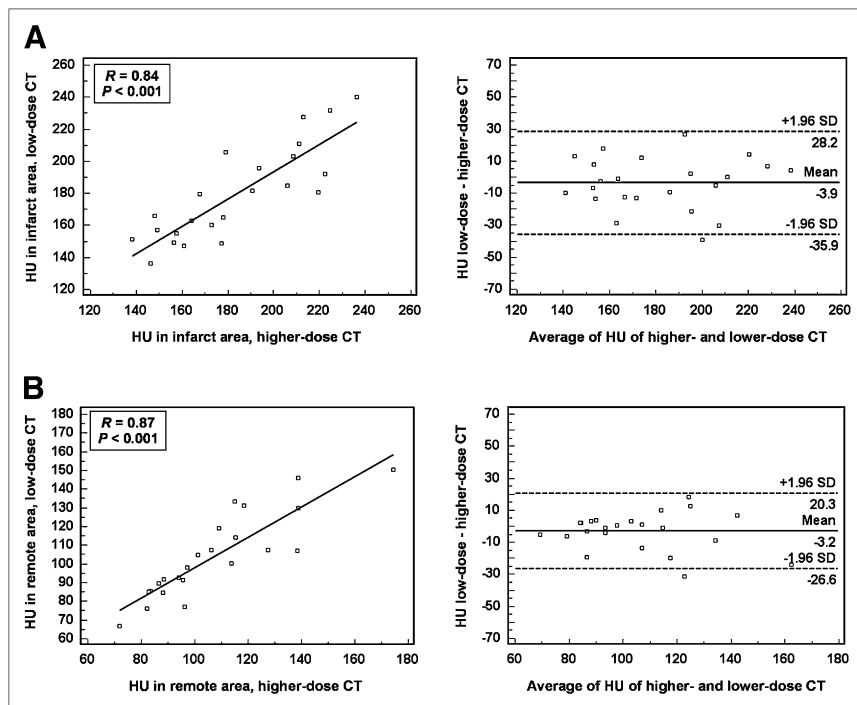 A
HU in infarct area, low-dose CT
R = 0.84
P < 0.001
260
240
220
200
180
160
140
120
120 140 160 180 200 220 240 260
HU in infarct area, higher-dose CT
HU low-dose - higher-dose CT
70
50
30
10
-10
-30
-50
-70
+1.96 SD
28.2
Mean
-3.9
-1.96 SD
-35.9
120 140 160 180 200 220 240 260
Average of HU of higher- and lower-dose CT
B
HU in remote area, low-dose CT
R = 0.87
P < 0.001
180
170
160
150
140
130
120
110
100
90
80
70
60
60 80 100 120 140 160 180
HU in remote area, higher-dose CT
HU low-dose - higher-dose CT
70
50
30
10
-10
-30
-50
-70
+1.96 SD
20.3
Mean
-3.2
-1.96 SD
-26.6
60 80 100 120 140 160 180
Average of HU of higher- and lower-dose CT